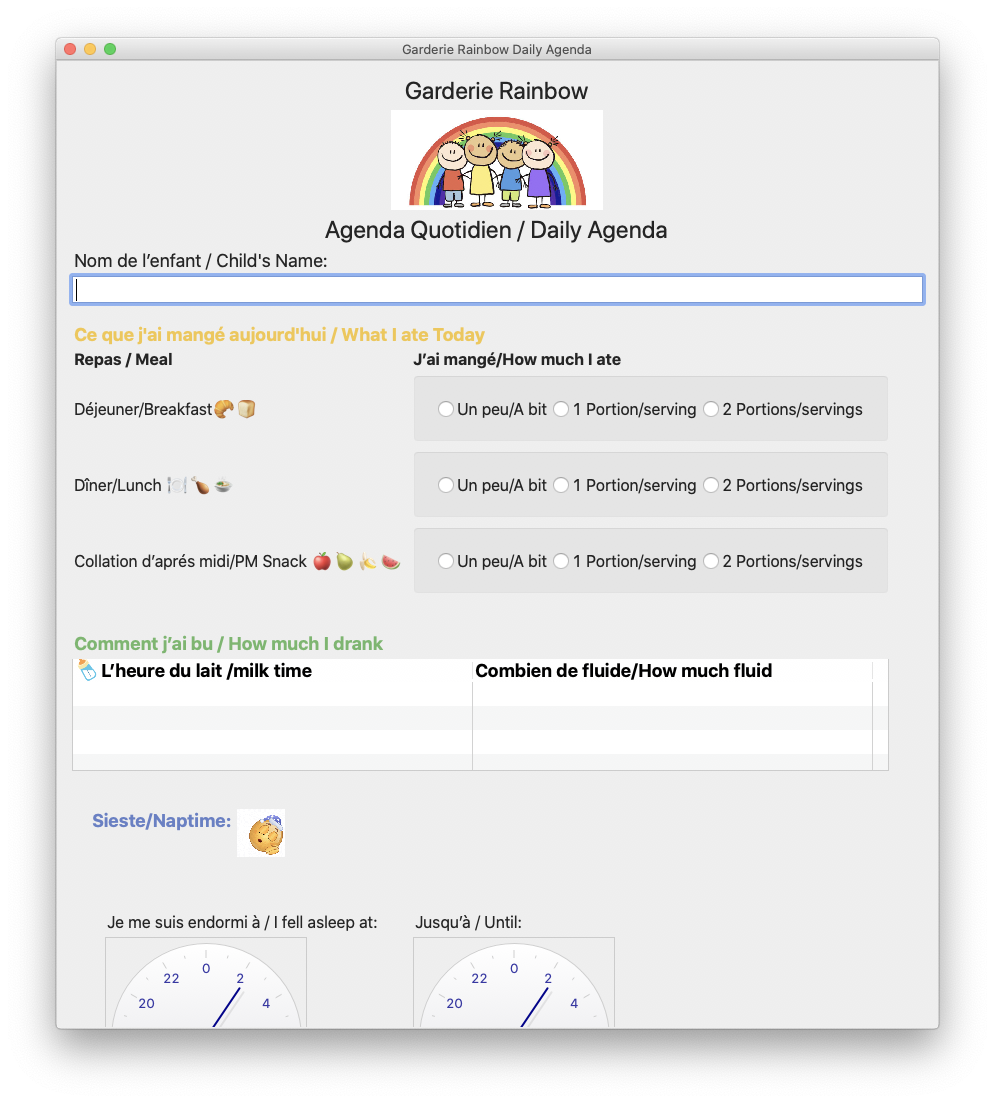 Garderie Rainbow Daily Agenda
Garderie Rainbow
Agenda Quotidien / Daily Agenda
Nom de l’enfant / Child's Name:
Ce que j'ai mangé aujourd'hui / What I ate Today
Repas / Meal J’ai mangé/How much I ate
Déjeuner/Breakfast🥐🍞 Un peu/A bit 1 Portion/serving 2 Portions/servings
Dîner/Lunch 🍽🍗🥣 Un peu/A bit 1 Portion/serving 2 Portions/servings
Collation d’aprés midi/PM Snack 🍎🍐🍌🍉 Un peu/A bit 1 Portion/serving 2 Portions/servings
Comment j’ai bu / How much I drank
🍼L’heure du lait /milk time Combien de fluide/How much fluid
Sieste/Naptime:
Je me suis endormi à / I fell asleep at: Jusqu’à / Until:
20 22 0 2 4 20 22 0 2 4